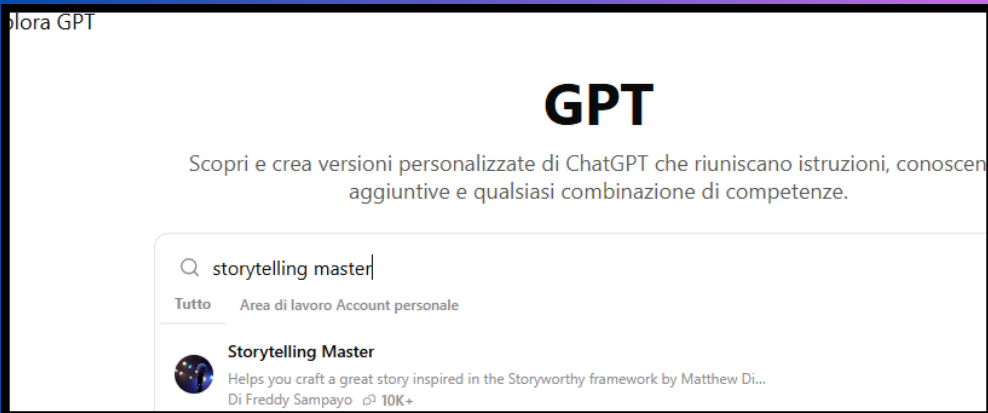 plora GPT
GPT
Scopri e crea versioni personalizzate di ChatGPT che riuniscano istruzioni, conoscen
aggiuntive e qualsiasi combinazione di competenze.
storytelling master
Tutto Area di lavoro Account personale
Storytelling Master
Helps you craft a great story inspired in the Storyworthy framework by Matthew Di...
Di Freddy Sampayo 10K+